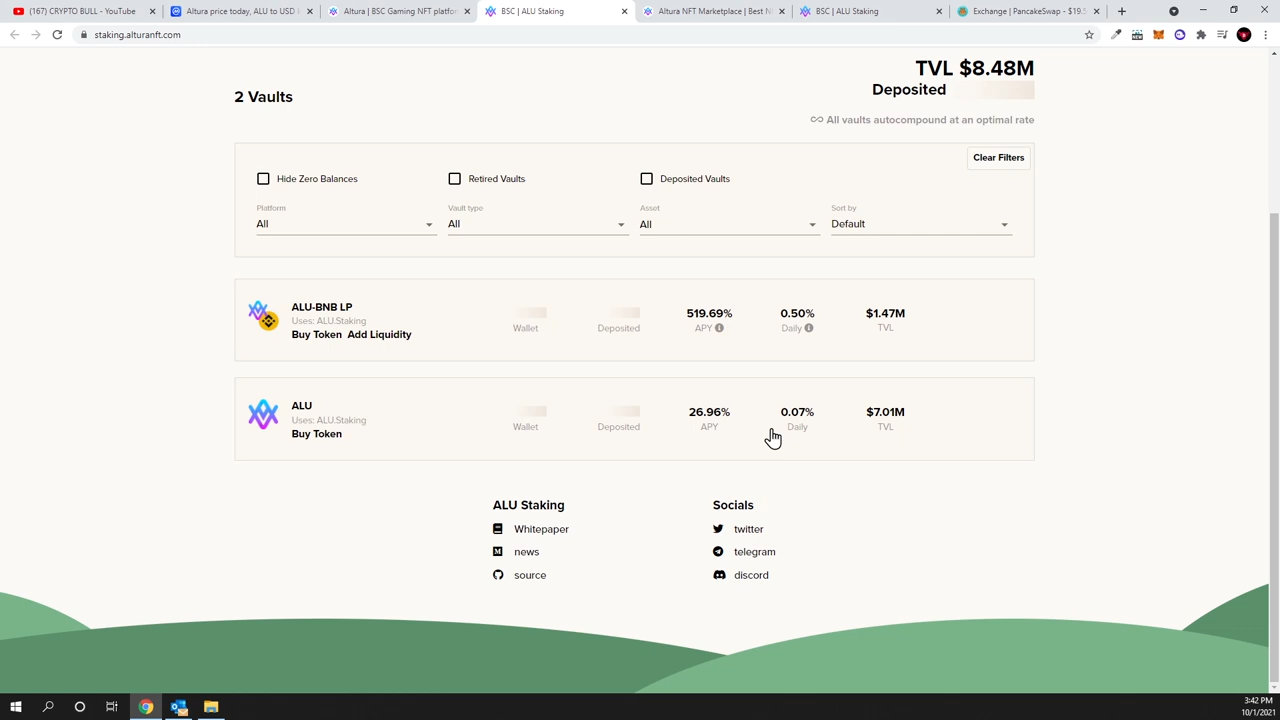 (167) CRYPTO BULL - YouTube
Altura price today, ALU to USD l
Altura | BSC Gaming NFT platfor
BSC | ALU Staking
Altura NFT Marketplace | Best N
BSC | ALU Staking
Exchange | PancakeSwap - $19.5
staking.alturanft.com
TVL $8.48M
2 Vaults
Deposited
All vaults autocompound at an optimal rate
Clear Filters
Hide Zero Balances
Retired Vaults
Deposited Vaults
Platform
Vault type
Asset
Sort by
All
All
All
Default
ALU-BNB LP
Uses: ALU.Staking
Buy Token Add Liquidity
Wallet
Deposited
519.69%
APY
0.50%
Daily
$1.47M
TVL
ALU
Uses: ALU.Staking
Buy Token
Wallet
Deposited
26.96%
APY
0.07%
Daily
$7.01M
TVL
ALU Staking
Whitepaper
news
source
Socials
twitter
telegram
discord
3:42 PM
10/1/2021